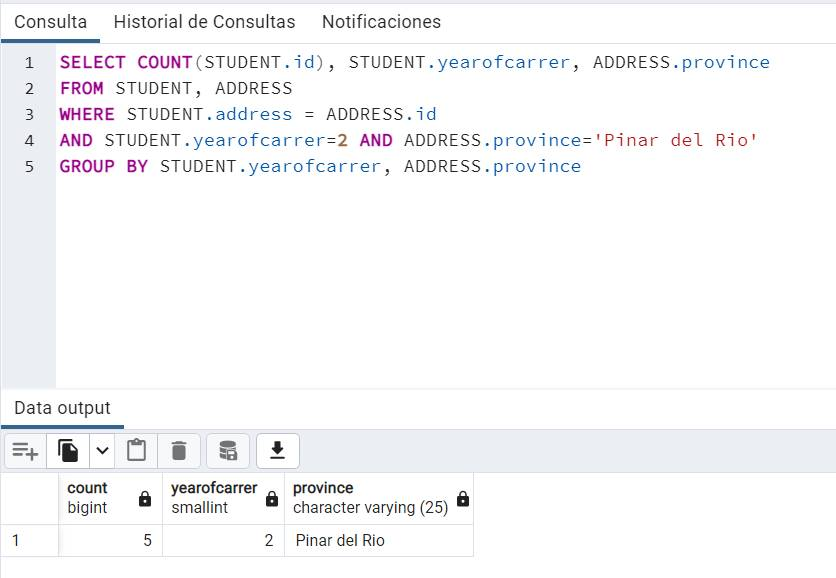 Consulta Historial de Consultas Notificaciones
1 SELECT COUNT(STUDENT.id), STUDENT.yearofcarrer, ADDRESS.province
2 FROM STUDENT, ADDRESS
3 WHERE STUDENT.address = ADDRESS.id
4 AND STUDENT.yearofcarrer=2 AND ADDRESS.province='Pinar del Rio'
5 GROUP BY STUDENT.yearofcarrer, ADDRESS.province
Data output
count yearofcarrer province
bigint smallint character varying (25)
1 5 2 Pinar del Rio